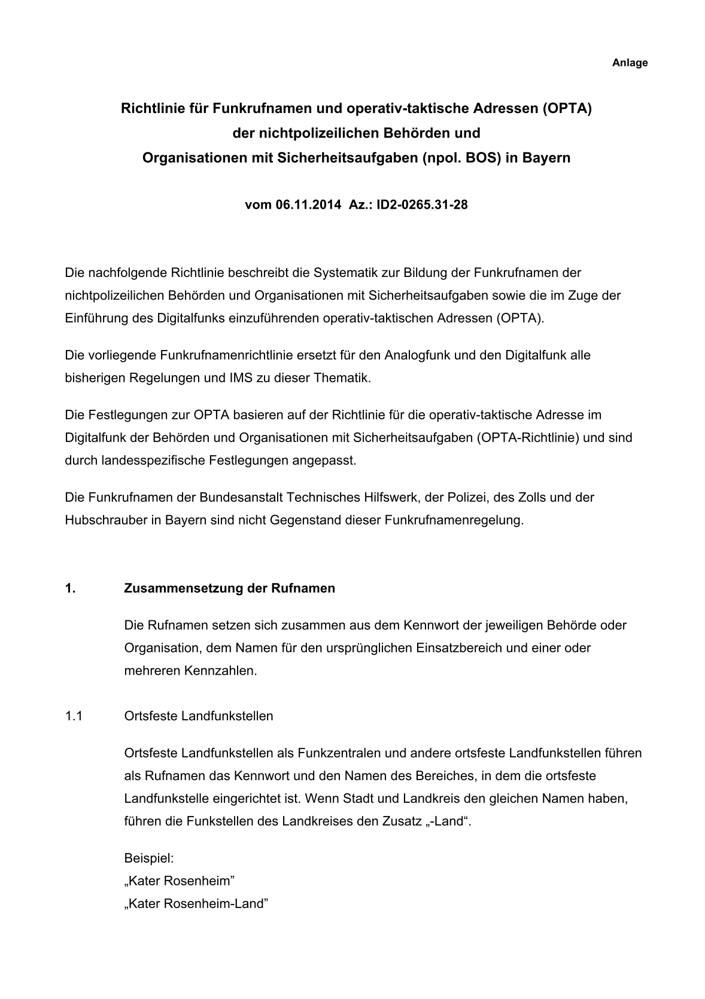 Anlage
Richtlinie für Funkrufnamen und operativ-taktische Adressen (OPTA)
der nichtpolizeilichen Behörden und
Organisationen mit Sicherheitsaufgaben (npol. BOS) in Bayern
vom 06.11.2014  Az.: ID2-0265.31-28
Die nachfolgende Richtlinie beschreibt die Systematik zur Bildung der Funkrufnamen der
nichtpolizeilichen Behörden und Organisationen mit Sicherheitsaufgaben sowie die im Zuge der
Einführung des Digitalfunks einzuführenden operativ-taktischen Adressen (OPTA).
Die vorliegende Funkrufnamenrichtlinie ersetzt für den Analogfunk und den Digitalfunk alle
bisherigen Regelungen und IMS zu dieser Thematik.
Die Festlegungen zur OPTA basieren auf der Richtlinie für die operativ-taktische Adresse im
Digitalfunk der Behörden und Organisationen mit Sicherheitsaufgaben (OPTA-Richtlinie) und sind
durch landesspezifische Festlegungen angepasst.
Die Funkrufnamen der Bundesanstalt Technisches Hilfswerk, der Polizei, des Zolls und der
Hubschrauber in Bayern sind nicht Gegenstand dieser Funkrufnamenregelung.
1. Zusammensetzung der Rufnamen
Die Rufnamen setzen sich zusammen aus dem Kennwort der jeweiligen Behörde oder
Organisation, dem Namen für den ursprünglichen Einsatzbereich und einer oder
mehreren Kennzahlen.
1.1 Ortsfeste Landfunkstellen
Ortsfeste Landfunkstellen als Funkzentralen und andere ortsfeste Landfunkstellen führen
als Rufnamen das Kennwort und den Namen des Bereiches, in dem die ortsfeste
Landfunkstelle eingerichtet ist. Wenn Stadt und Landkreis den gleichen Namen haben,
führen die Funkstellen des Landkreises den Zusatz „-Land“.
Beispiel:
„Kater Rosenheim”
„Kater Rosenheim-Land”